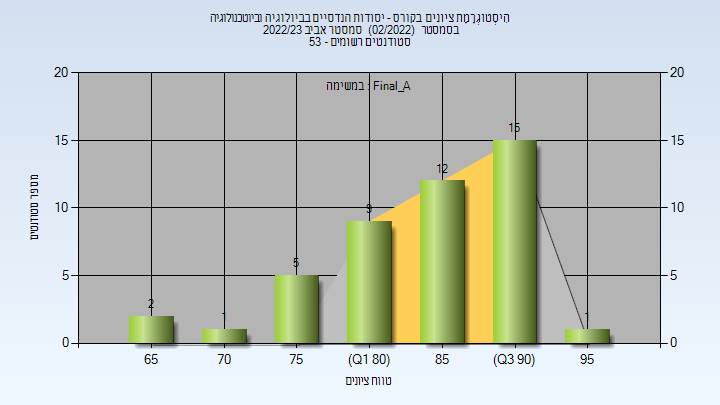 היסטוגרמת ציונים בקורס - יסודות הנדסיים בביולוגיה וביוטכנולוגיה
בסמסטר (02/2022) סמסטר אביב 2022/23
סטודנטים רשומים - 53
במשימה : Final_A
20 20
15 15
10 10
5 5
0 0
2 1 5 9 12 15 1
מספר סטודנטים
65 70 75 (Q1 80) 85 (Q3 90) 95
טווח ציונים